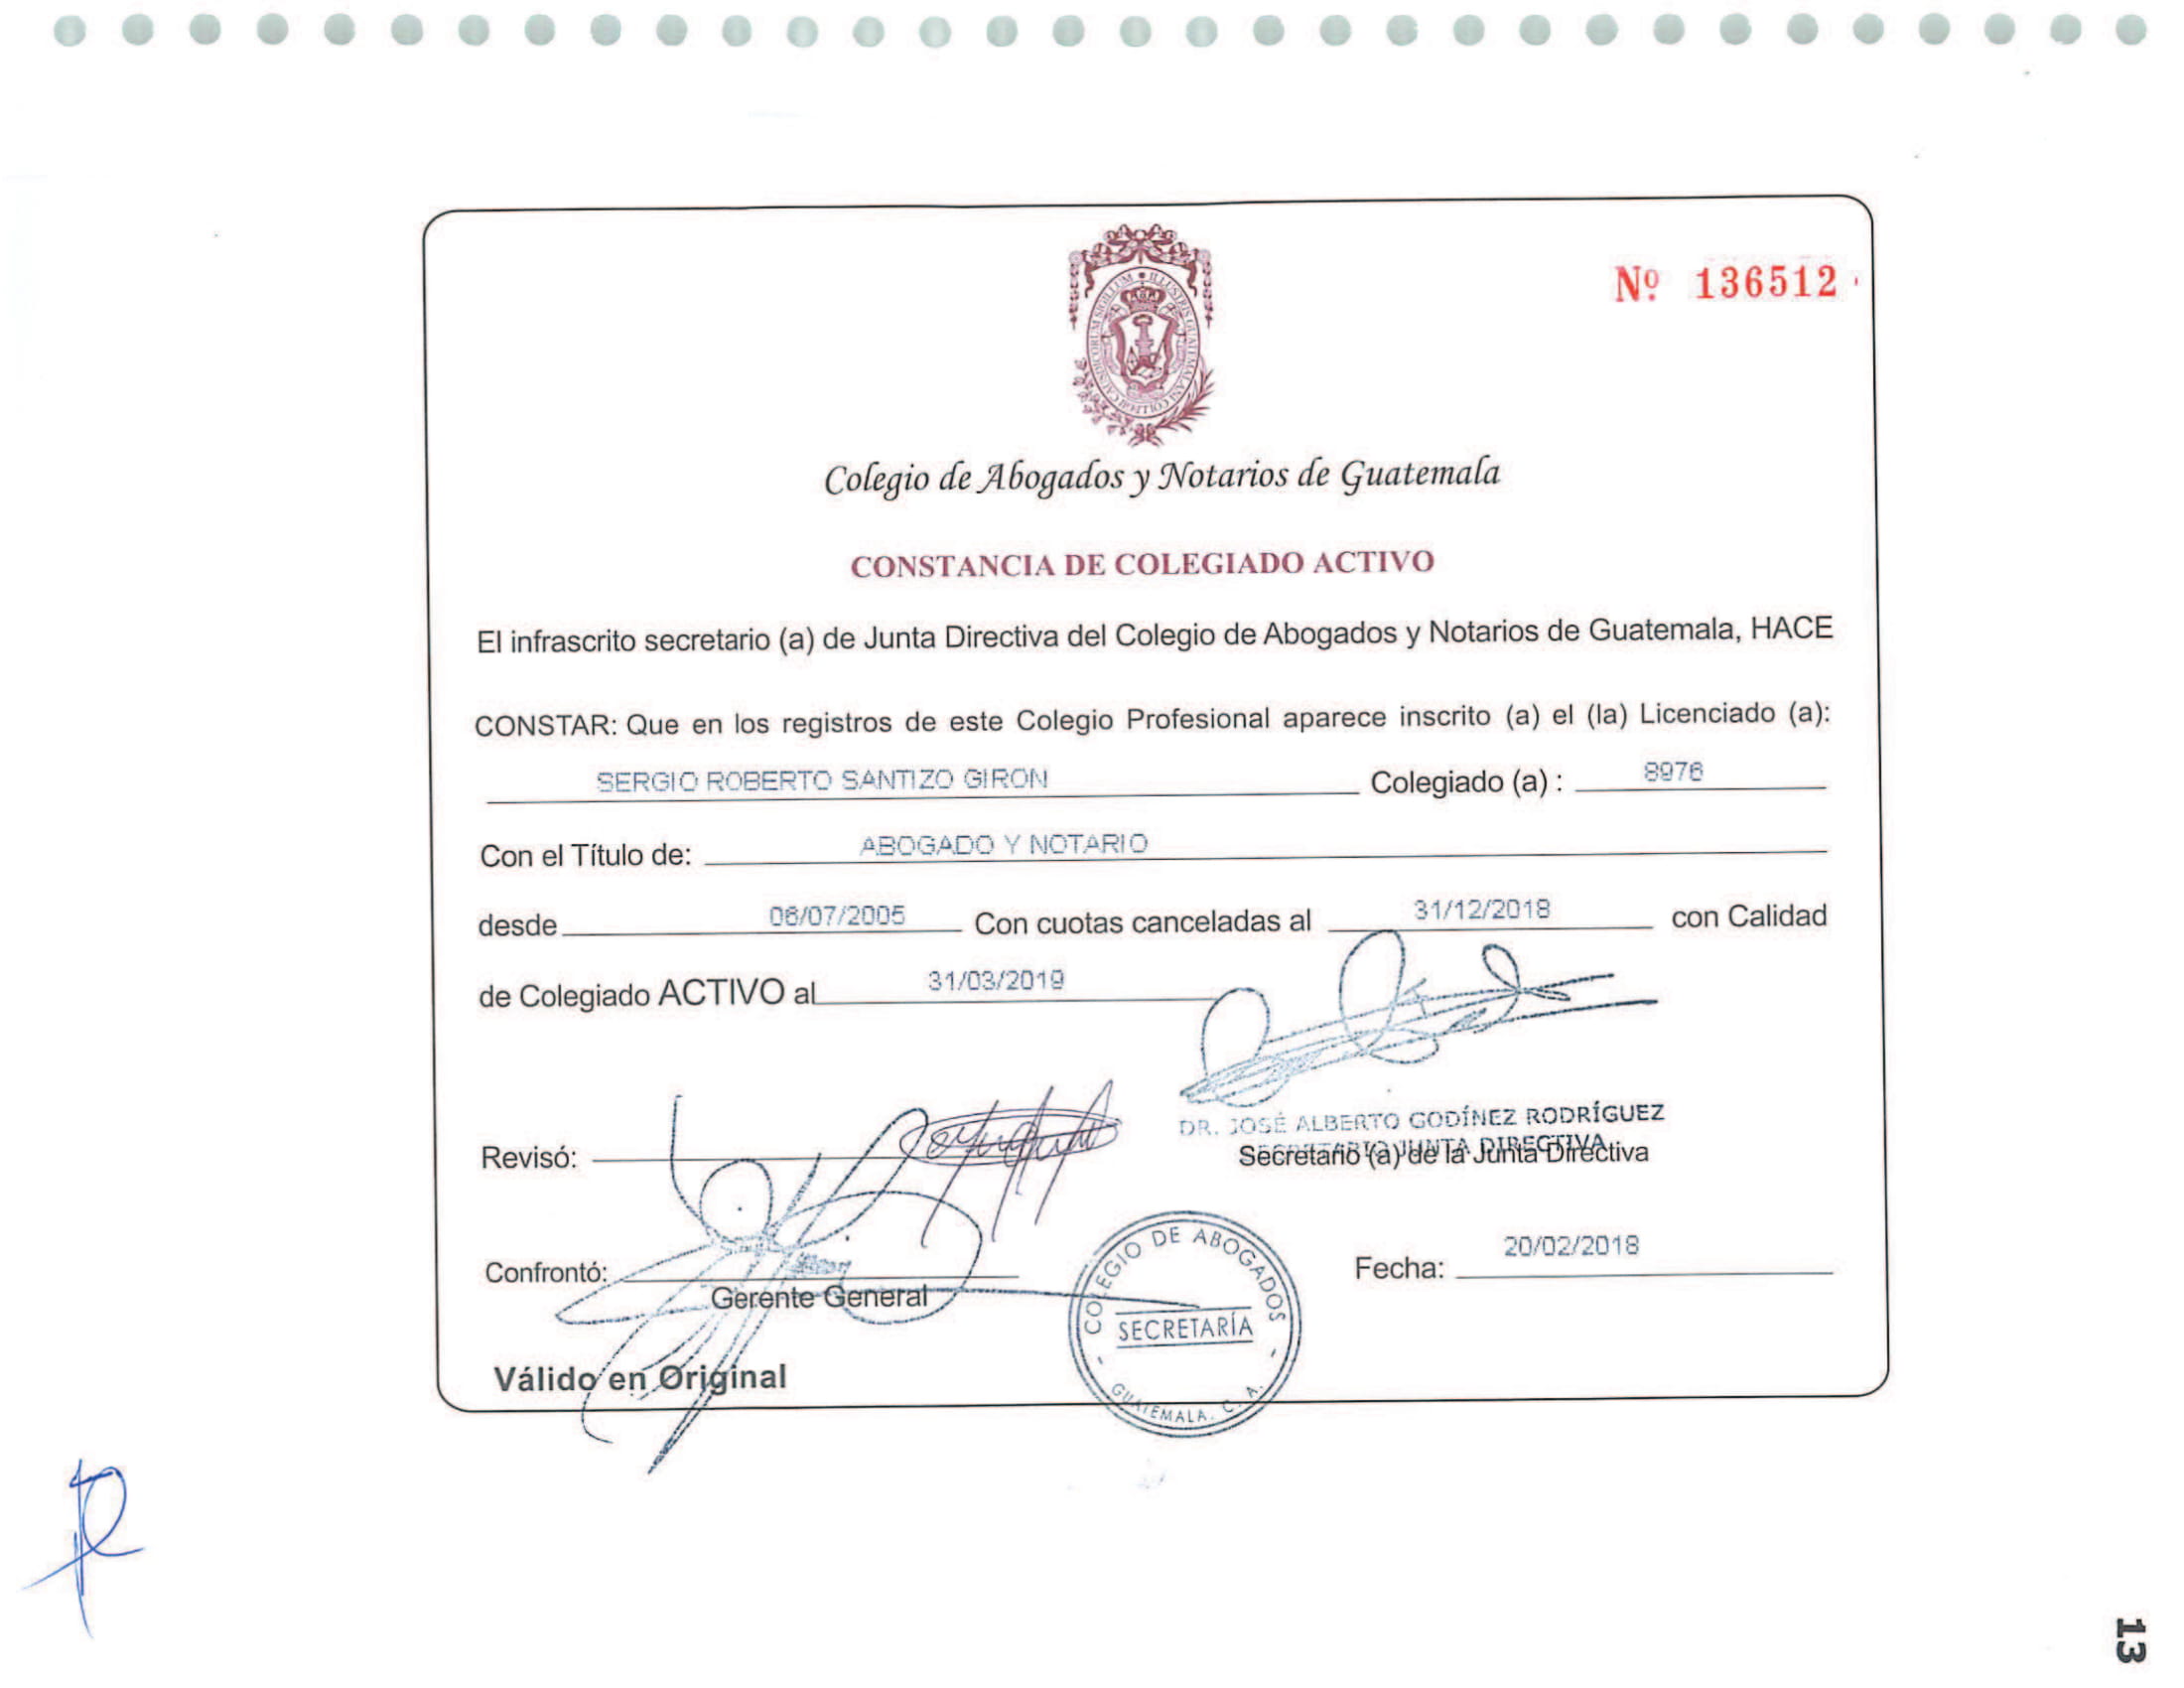 Nº 136512
SIGILLUM ILLUSTRIS GUATEMALANI COLLEGII CAUSIDICORUM
Colegio de Abogados y Notarios de Guatemala
CONSTANCIA DE COLEGIADO ACTIVO
El infrascrito secretario (a) de Junta Directiva del Colegio de Abogados y Notarios de Guatemala, HACE
CONSTAR: Que en los registros de este Colegio Profesional aparece inscrito (a) el (la) Licenciado (a):
SERGIO ROBERTO SANTIZO GIRON Colegiado (a) : 8976
Con el Título de: ABOGADO Y NOTARIO
desde 06/07/2005 Con cuotas canceladas al 31/12/2018 con Calidad
de Colegiado ACTIVO al 31/03/2019
DR. JOSÉ ALBERTO GODÍNEZ RODRÍGUEZ
SECRETARIO JUNTA DIRECTIVA
Revisó: Secretario (a) de la Junta Directiva
Confrontó: Fecha: 20/02/2018
Gerente General
COLEGIO DE ABOGADOS
SECRETARÍA
GUATEMALA, C. A.
Válido en Original
13